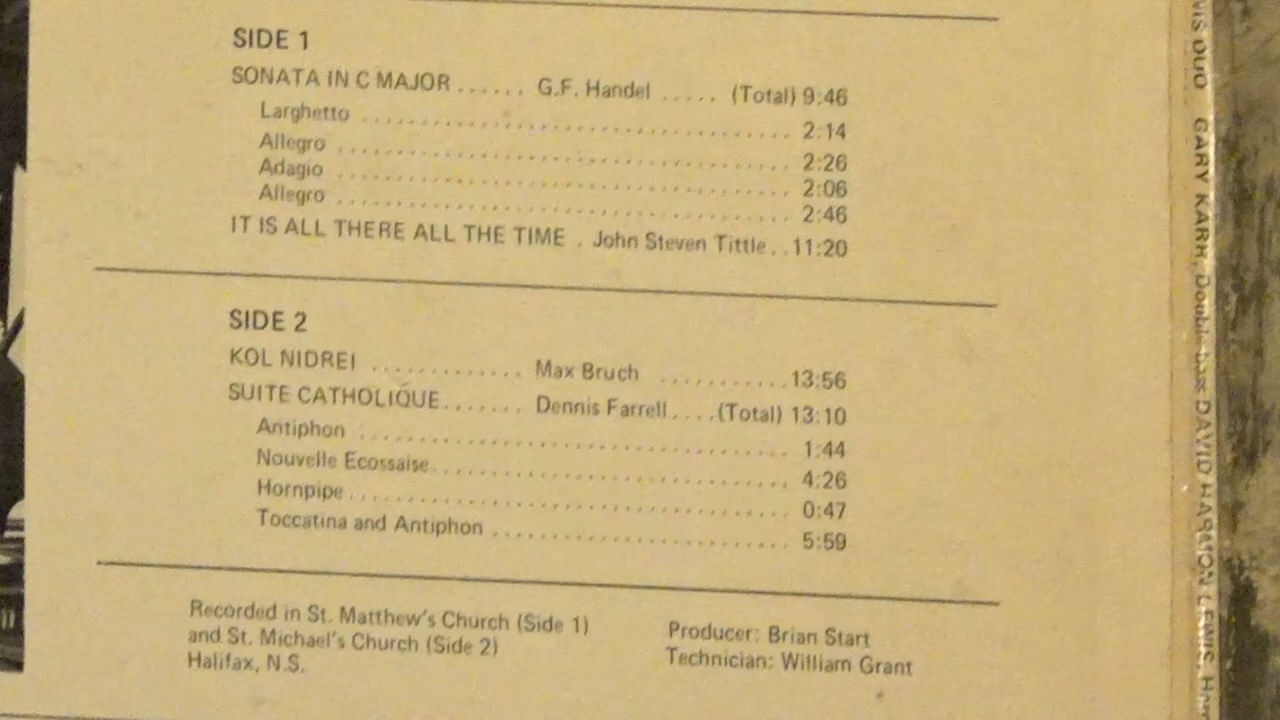 SIDE 1
SONATA IN C MAJOR ...... G.F. Handel ..... (Total) 9:46
Larghetto ........................................ 2:14
Allegro .......................................... 2:26
Adagio .......................................... 2:06
Allegro .......................................... 2:46
IT IS ALL THERE ALL THE TIME . John Steven Tittle .. 11:20
SIDE 2
KOL NIDREI ............. Max Bruch ........... 13:56
SUITE CATHOLIQUE....... Dennis Farrell ....(Total) 13:10
Antiphon ........................................ 1:44
Nouvelle Ecossaise................................. 4:26
Hornpipe........................................ 0:47
Toccatina and Antiphon ............................ 5:59
Recorded in St. Matthew's Church (Side 1)
and St. Michael's Church (Side 2)
Halifax, N.S.
Producer: Brian Start
Technician: William Grant
DUO GARY KARR, Double bass DAVID HARMON LEWIS,